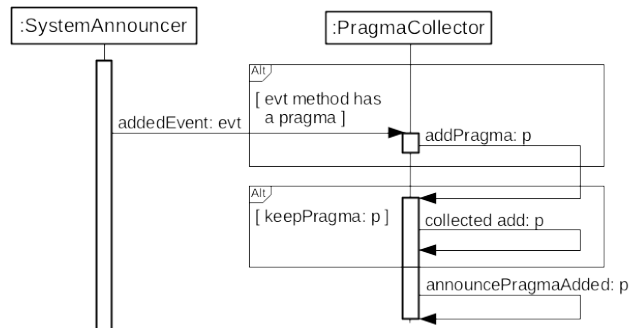 :SystemAnnouncer
:PragmaCollector
Alt
[ evt method has
a pragma ]
addedEvent: evt
addPragma: p
Alt
[ keepPragma: p ]
collected add: p
announcePragmaAdded: p